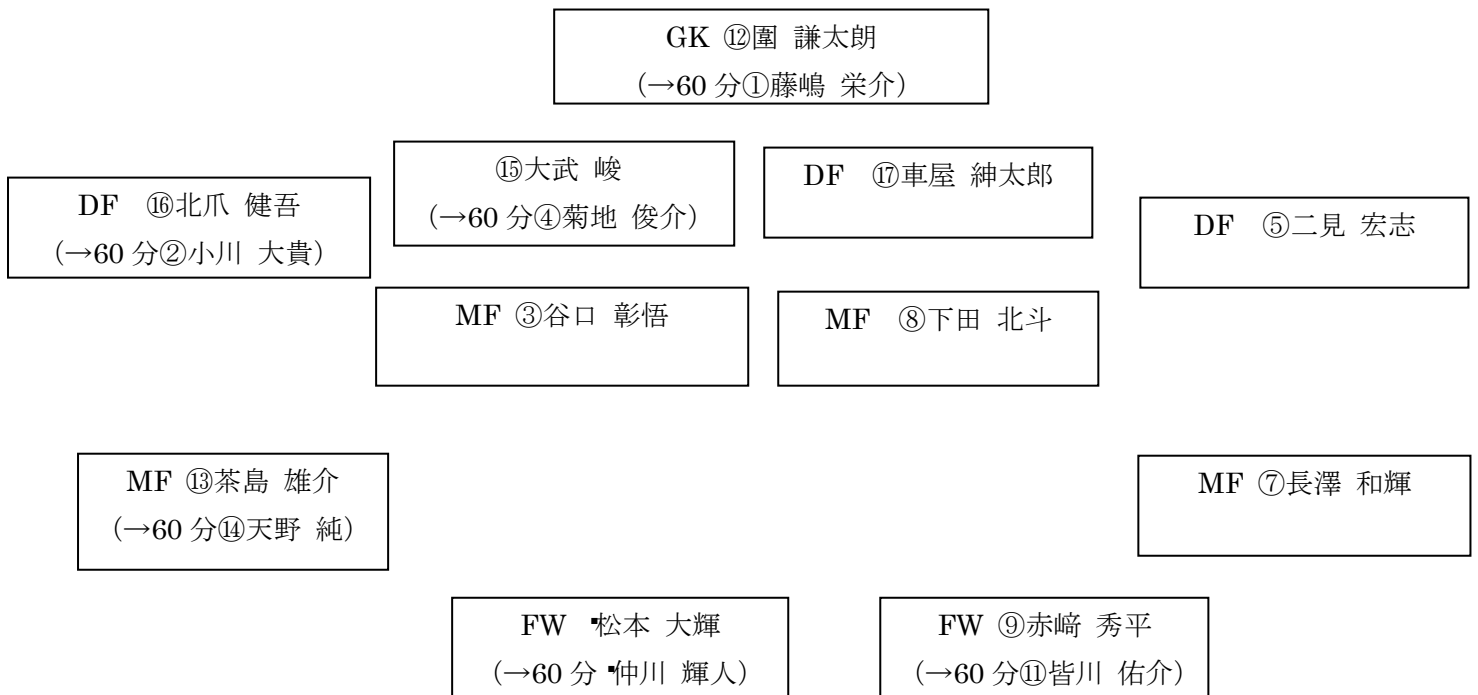 GK ⑫圍 謙太朗
(→60 分①藤嶋 栄介)
⑮大武 峻
(→60 分④菊地 俊介)
DF ⑰車屋 紳太郎
DF ⑯北爪 健吾
(→60 分②小川 大貴)
DF ⑤二見 宏志
MF ③谷口 彰悟
MF ⑧下田 北斗
MF ⑬茶島 雄介
(→60 分⑭天野 純)
MF ⑦長澤 和輝
FW 松本 大輝
(→60 分 仲川 輝人)
FW ⑨赤﨑 秀平
(→60 分⑪皆川 佑介)